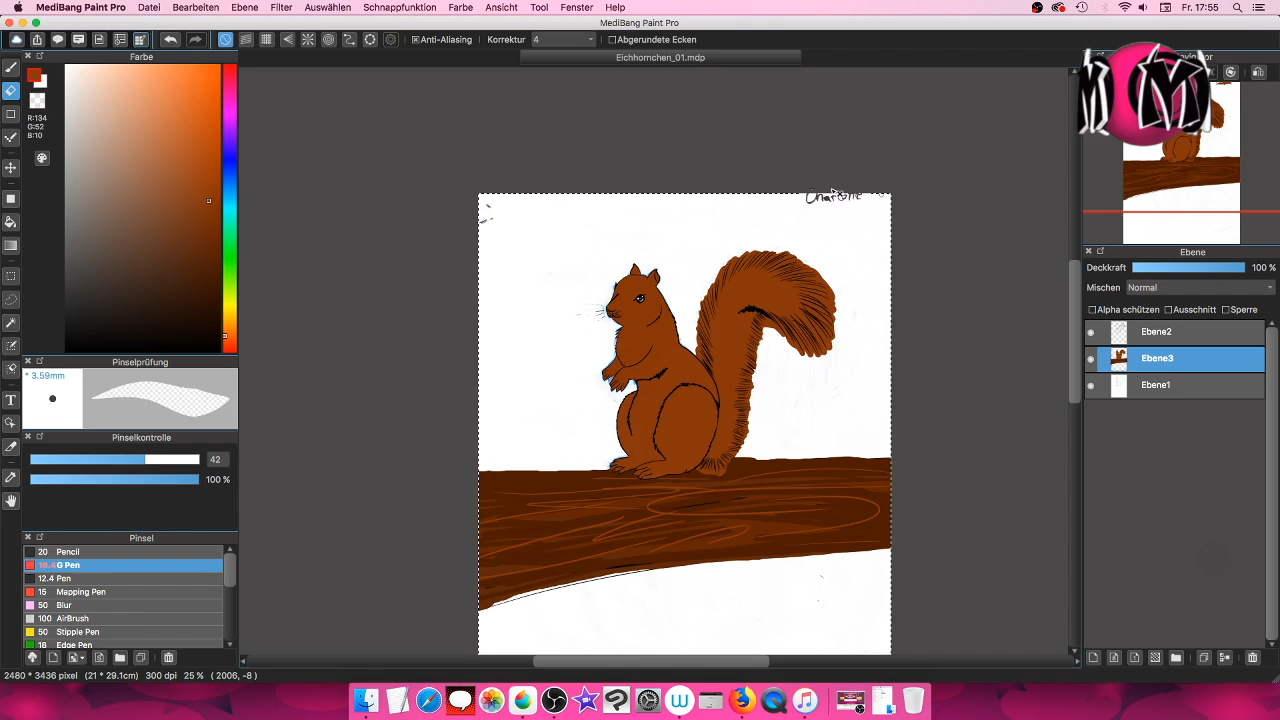 MediBang Paint Pro Datei Bearbeiten Ebene Filter Auswählen Schnappfunktion Farbe Ansicht Tool Fenster Help Fr. 17:55
MediBang Paint Pro
Anti-Aliasing Korrektur 4 Abgerundete Ecken
Farbe
Eichhornchen_01.mdp
R:134
G:52
B:10
Pinselprüfung
* 3.59mm
Pinselkontrolle
42
100 %
Pinsel
20 Pencil
16.4 G Pen
12.4 Pen
15 Mapping Pen
50 Blur
100 AirBrush
50 Stipple Pen
18 Edge Pen
2480 * 3436 pixel (21 * 29.1cm) 300 dpi 25 % ( 2006, -8 )
M
Ebene
Deckkraft 100 %
Mischen Normal
Alpha schützen Ausschnitt Sperre
Ebene2
Ebene3
Ebene1
T
W